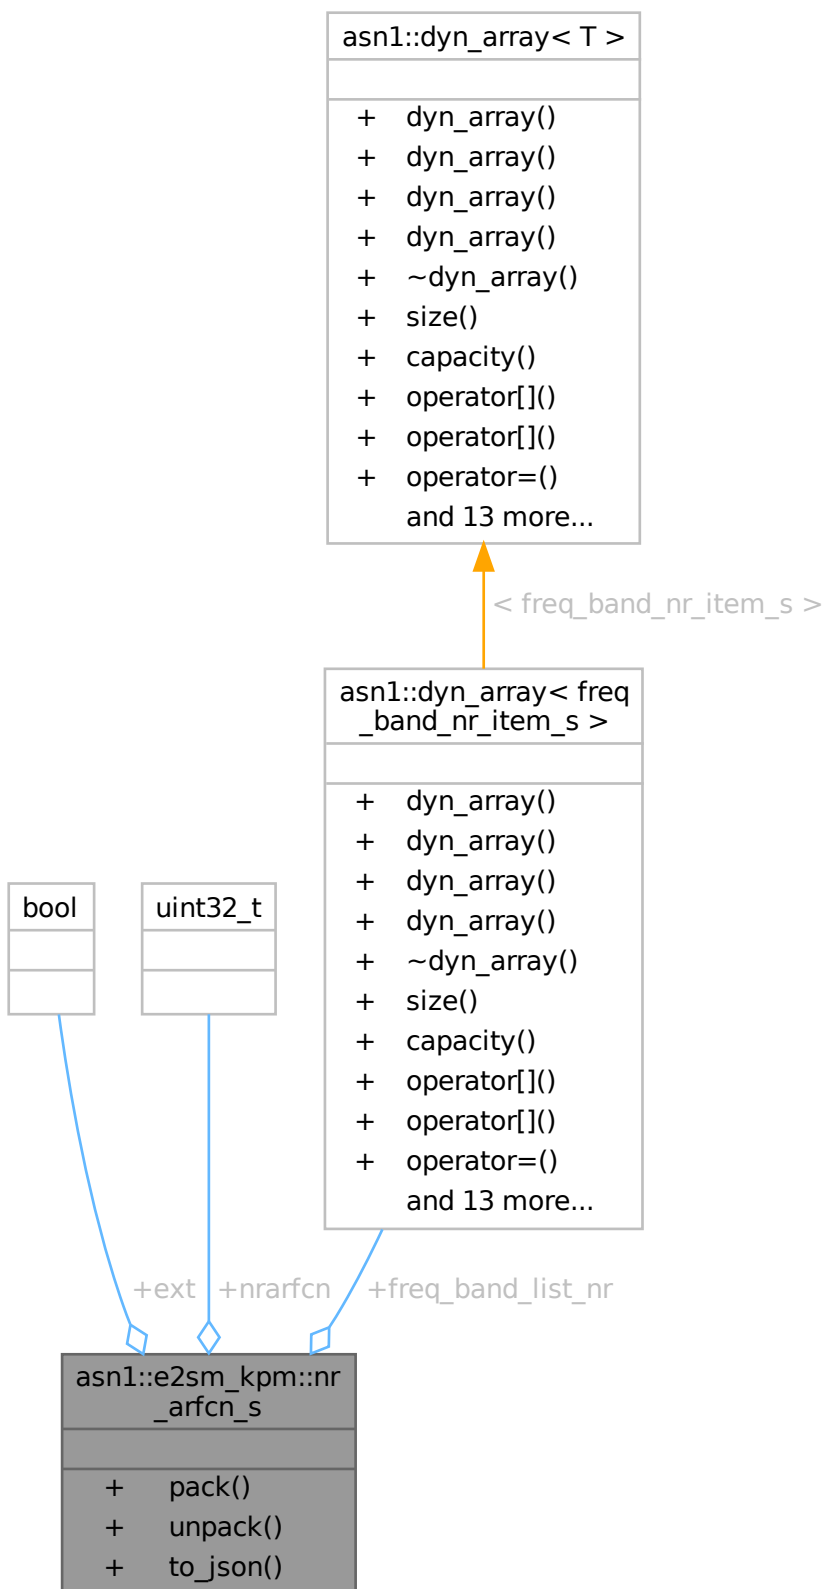 asn1::dyn_array< T >
+ dyn_array()
+ dyn_array()
+ dyn_array()
+ dyn_array()
+ ~dyn_array()
+ size()
+ capacity()
+ operator[]()
+ operator[]()
+ operator=()
and 13 more...
< freq_band_nr_item_s >
asn1::dyn_array< freq
_band_nr_item_s >
+ dyn_array()
+ dyn_array()
+ dyn_array()
+ dyn_array()
+ ~dyn_array()
+ size()
+ capacity()
+ operator[]()
+ operator[]()
+ operator=()
and 13 more...
bool
uint32_t
+ext
+nrarfcn
+freq_band_list_nr
asn1::e2sm_kpm::nr
_arfcn_s
+ pack()
+ unpack()
+ to_json()